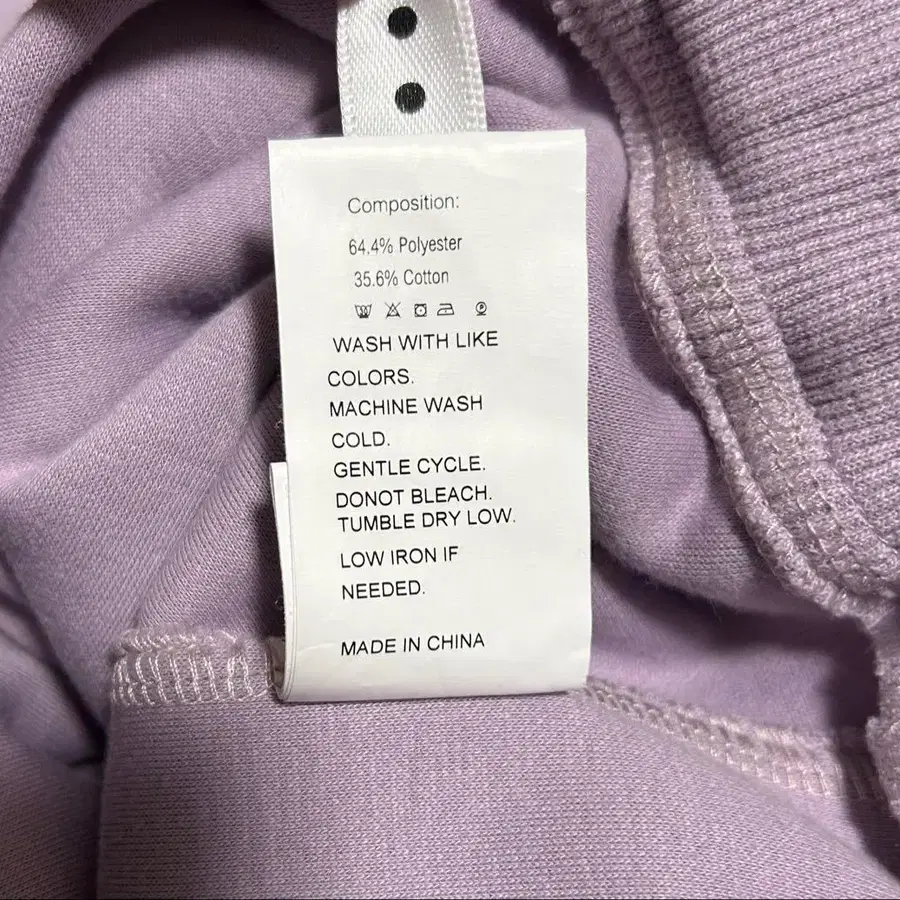 Composition:
64.4% Polyester
35.6% Cotton
WASH WITH LIKE
COLORS.
MACHINE WASH
COLD.
GENTLE CYCLE.
DONOT BLEACH.
TUMBLE DRY LOW.
LOW IRON IF
NEEDED.
MADE IN CHINA